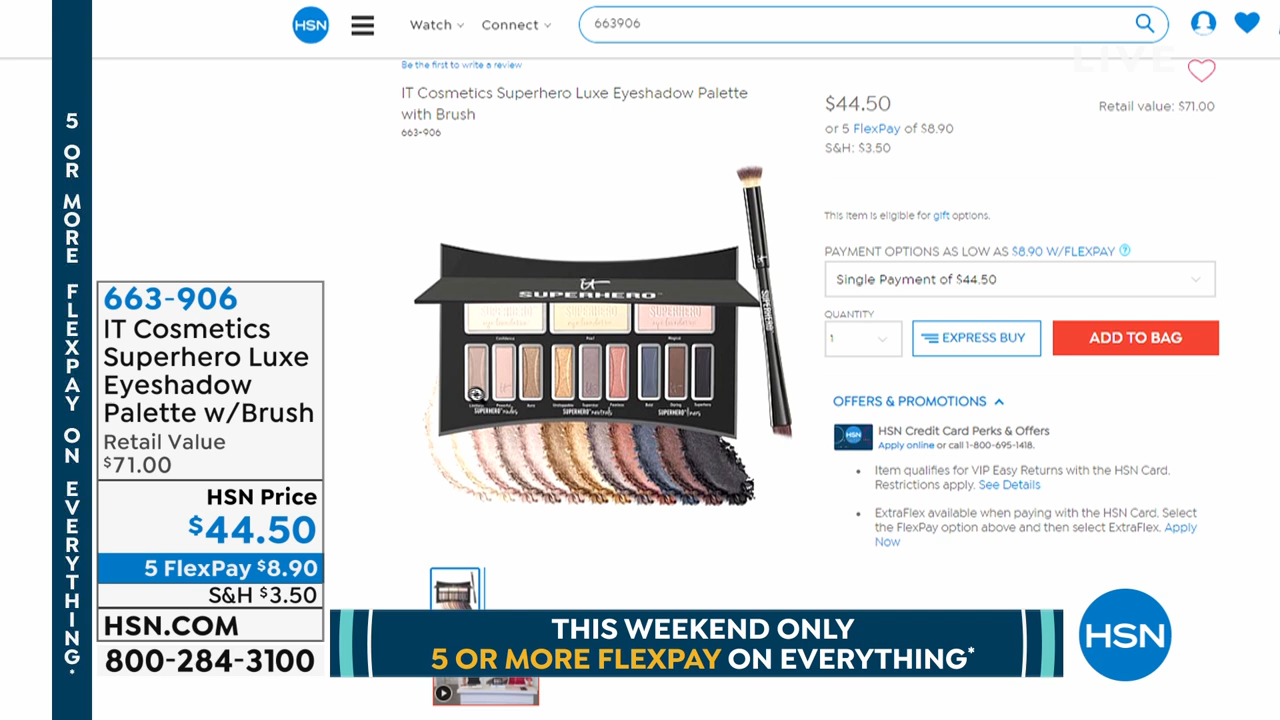 5 OR MORE FLEXPAY ON EVERYTHING.*
HSN
Watch
Connect
663906
LIVE
Be the first to write a review
IT Cosmetics Superhero Luxe Eyeshadow Palette
with Brush
663-906
$44.50
Retail value: $71.00
or 5 FlexPay of $8.90
S&H: $3.50
This item is eligible for gift options.
PAYMENT OPTIONS AS LOW AS $8.90 W/FLEXPAY ?
Single Payment of $44.50
QUANTITY
1
EXPRESS BUY
ADD TO BAG
OFFERS & PROMOTIONS
HSN
HSN Credit Card Perks & Offers
Apply online or call 1-800-695-1418.
• Item qualifies for VIP Easy Returns with the HSN Card.
Restrictions apply. See Details
• ExtraFlex available when paying with the HSN Card. Select
the FlexPay option above and then select ExtraFlex. Apply
Now
it
SUPERHERO
SUPERHERO nudes
SUPERHERO neutrals
SUPERHERO liners
663-906
IT Cosmetics
Superhero Luxe
Eyeshadow
Palette w/Brush
Retail Value
$71.00
HSN Price
$44.50
5 FlexPay $8.90
S&H $3.50
HSN.COM
800-284-3100
THIS WEEKEND ONLY
5 OR MORE FLEXPAY ON EVERYTHING*
HSN